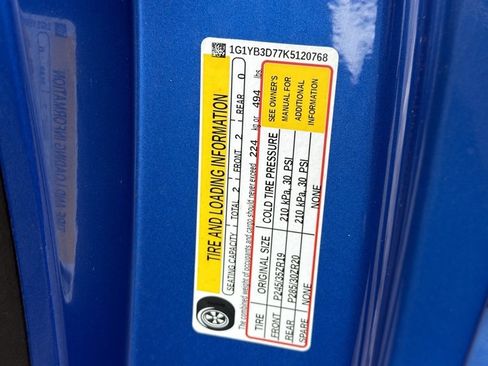 1G1YB3D77K5120768
TIRE AND LOADING INFORMATION
SEATING CAPACITY TOTAL 2 FRONT 2 REAR 0
The combined weight of occupants and cargo should never exceed 224 kg or 494 lbs.
TIRE ORIGINAL SIZE COLD TIRE PRESSURE
FRONT P245/35ZR19 210 kPa, 30 PSI
REAR P285/30ZR20 210 kPa, 30 PSI
SPARE NONE NONE
SEE OWNER'S
MANUAL FOR
ADDITIONAL
INFORMATION